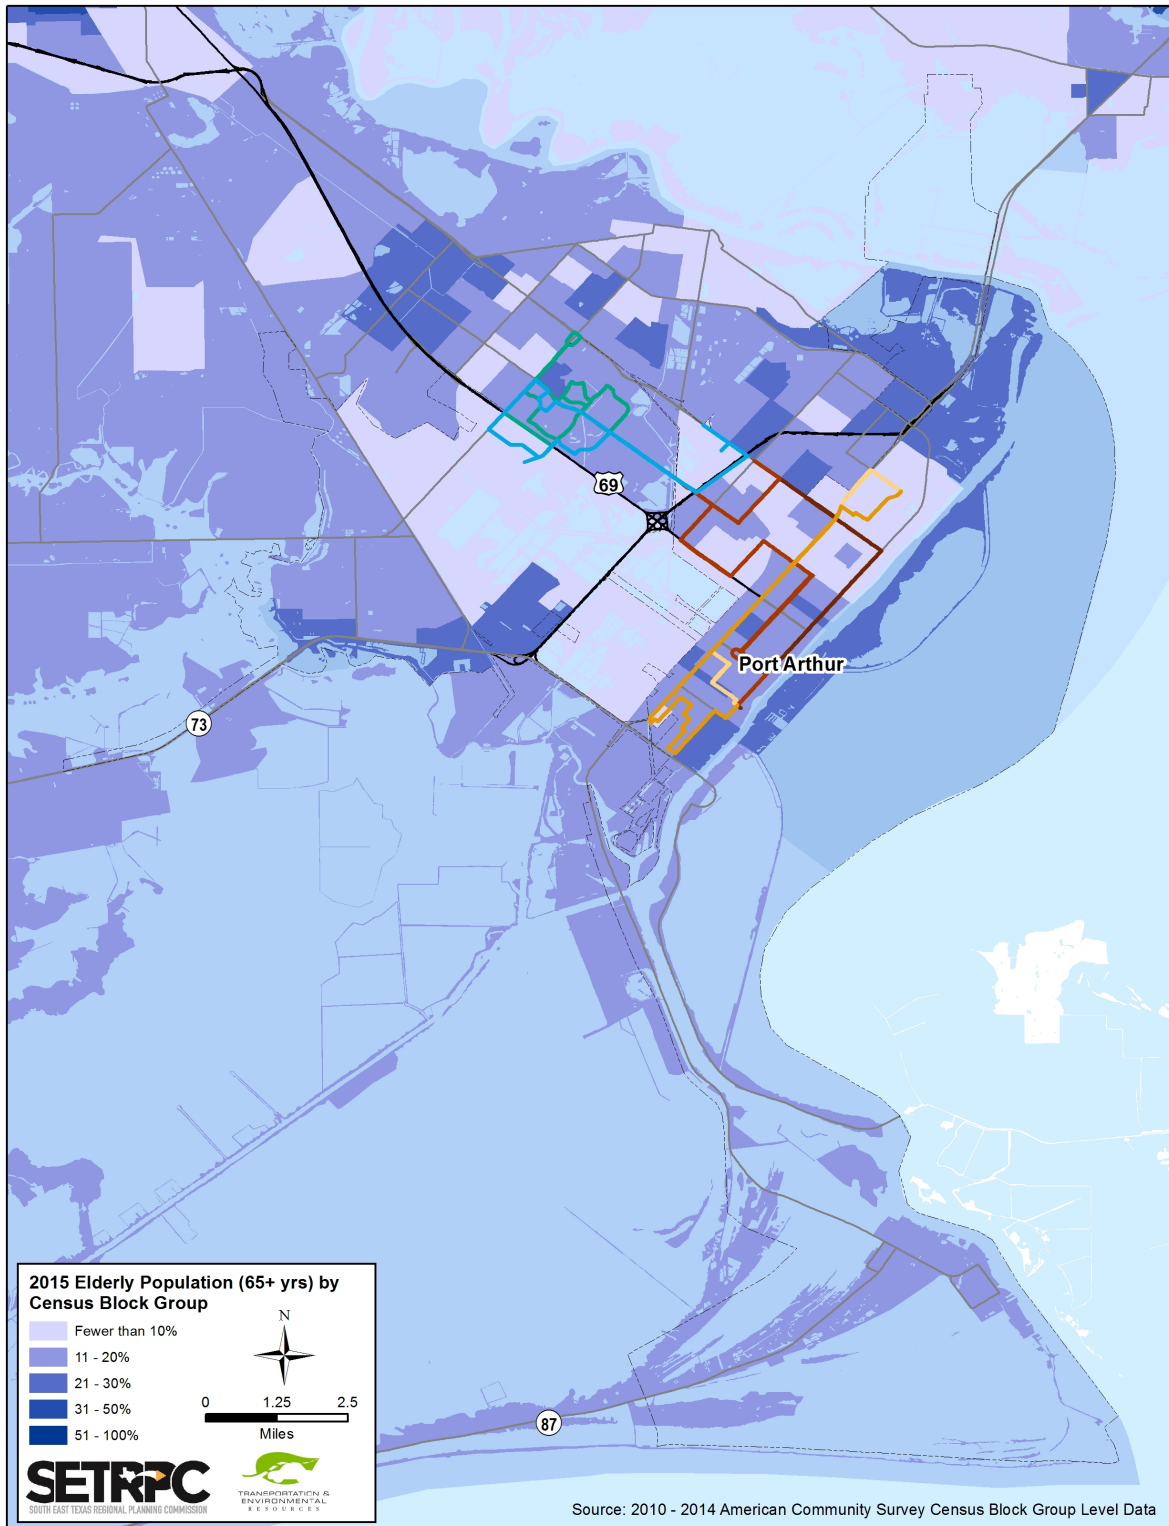 69
Port Arthur
73
2015 Elderly Population (65+ yrs) by
Census Block Group
Fewer than 10%
11 - 20%
21 - 30%
31 - 50%
51 - 100%
N
0 1.25 2.5
Miles
87
SETRPC
SOUTH EAST TEXAS REGIONAL PLANNING COMMISSION
TRANSPORTATION &
ENVIRONMENTAL
RESOURCES
Source: 2010 - 2014 American Community Survey Census Block Group Level Data